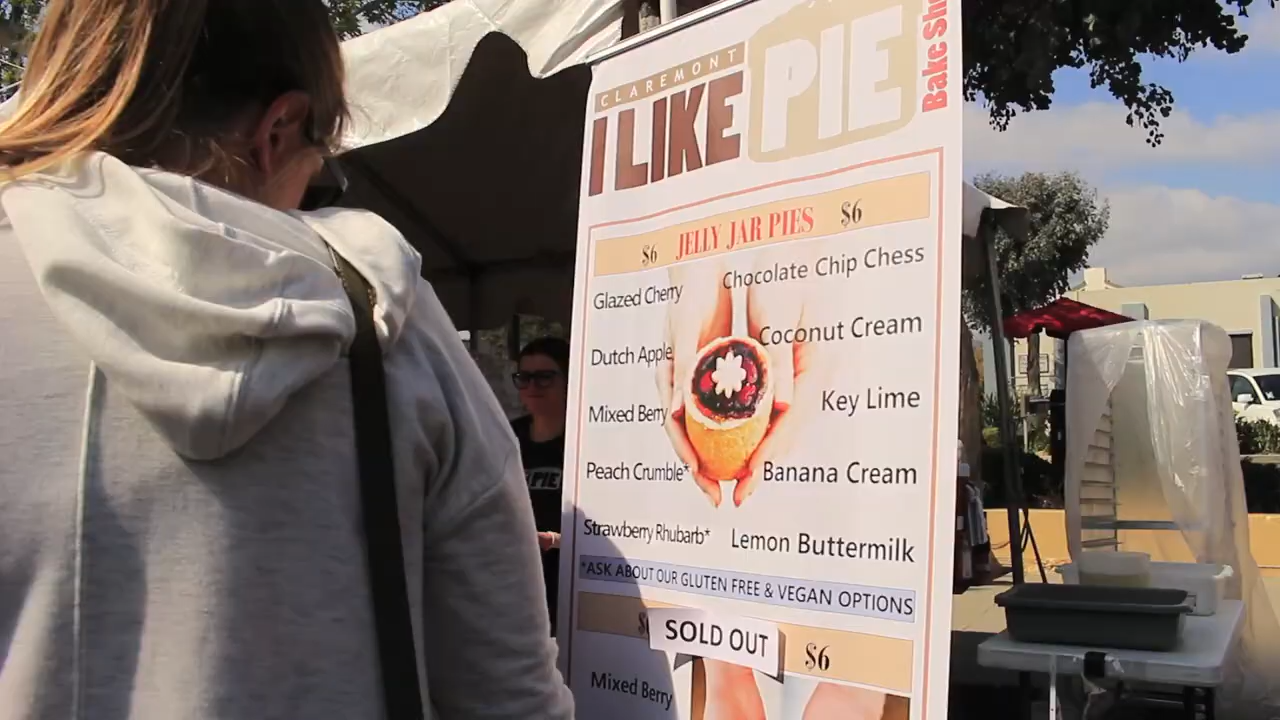 CLAREMONT
I LIKE PIE
Bake Sho
$6 JELLY JAR PIES $6
Glazed Cherry
Chocolate Chip Chess
Dutch Apple
Coconut Cream
Mixed Berry
Key Lime
Peach Crumble*
Banana Cream
Strawberry Rhubarb*
Lemon Buttermilk
*ASK ABOUT OUR GLUTEN FREE & VEGAN OPTIONS
SOLD OUT
$6
Mixed Berry
PIE